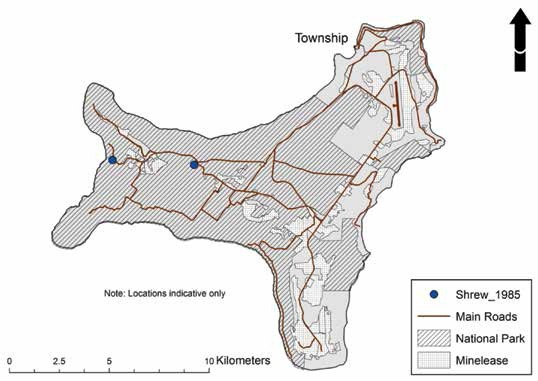 Township
Note: Locations indicative only
Shrew_1985
Main Roads
National Park
Minelease
0 2.5 5 10 Kilometers